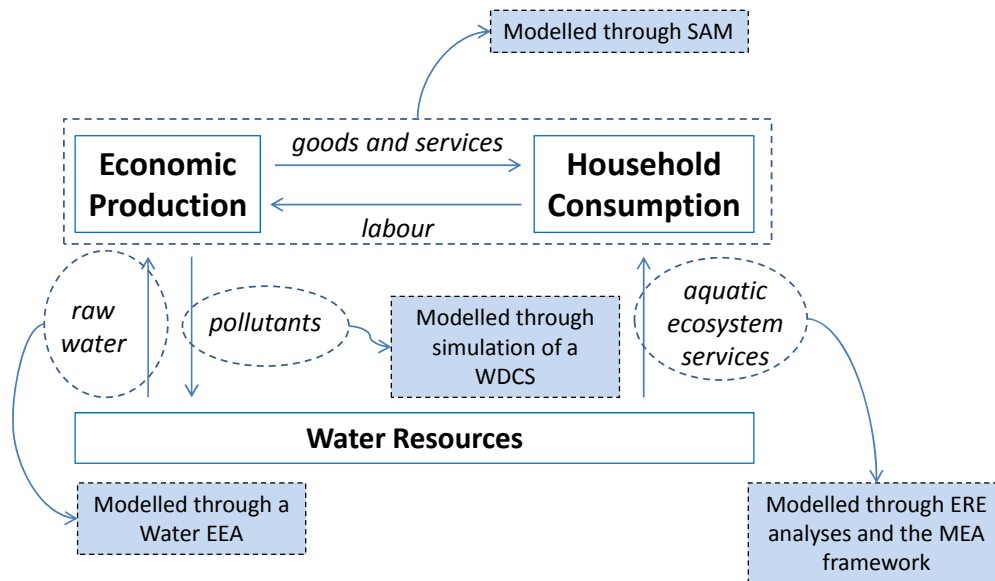 Modelled through SAM
goods and services
Economic
Production
Household
Consumption
labour
raw
water
pollutants
Modelled through
simulation of a
WDCS
aquatic
ecosystem
services
Water Resources
Modelled through a
Water EEA
Modelled through ERE
analyses and the MEA
framework